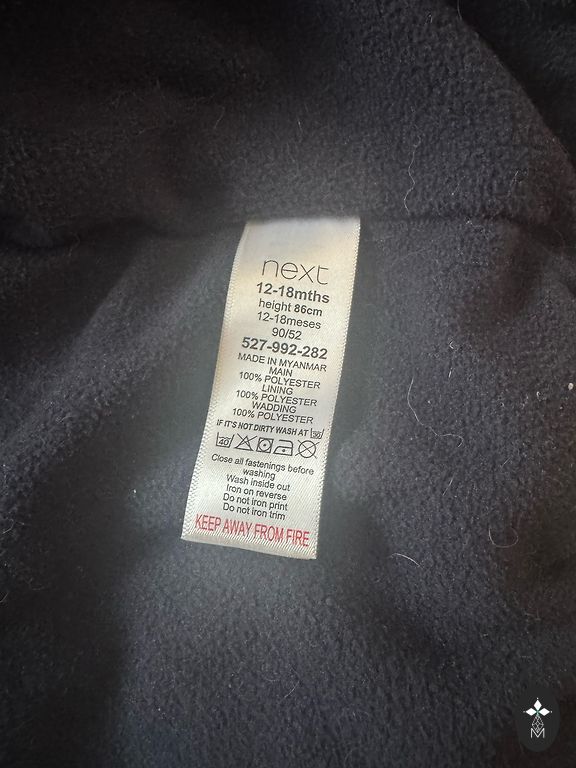 next
12-18mths
height 86cm
12-18meses
90/52
527-992-282
MADE IN MYANMAR
MAIN
100% POLYESTER
LINING
100% POLYESTER
WADDING
100% POLYESTER
IF IT'S NOT DIRTY WASH AT 30
40
Close all fastenings before
washing
Wash inside out
Iron on reverse
Do not iron print
Do not iron trim
KEEP AWAY FROM FIRE
M